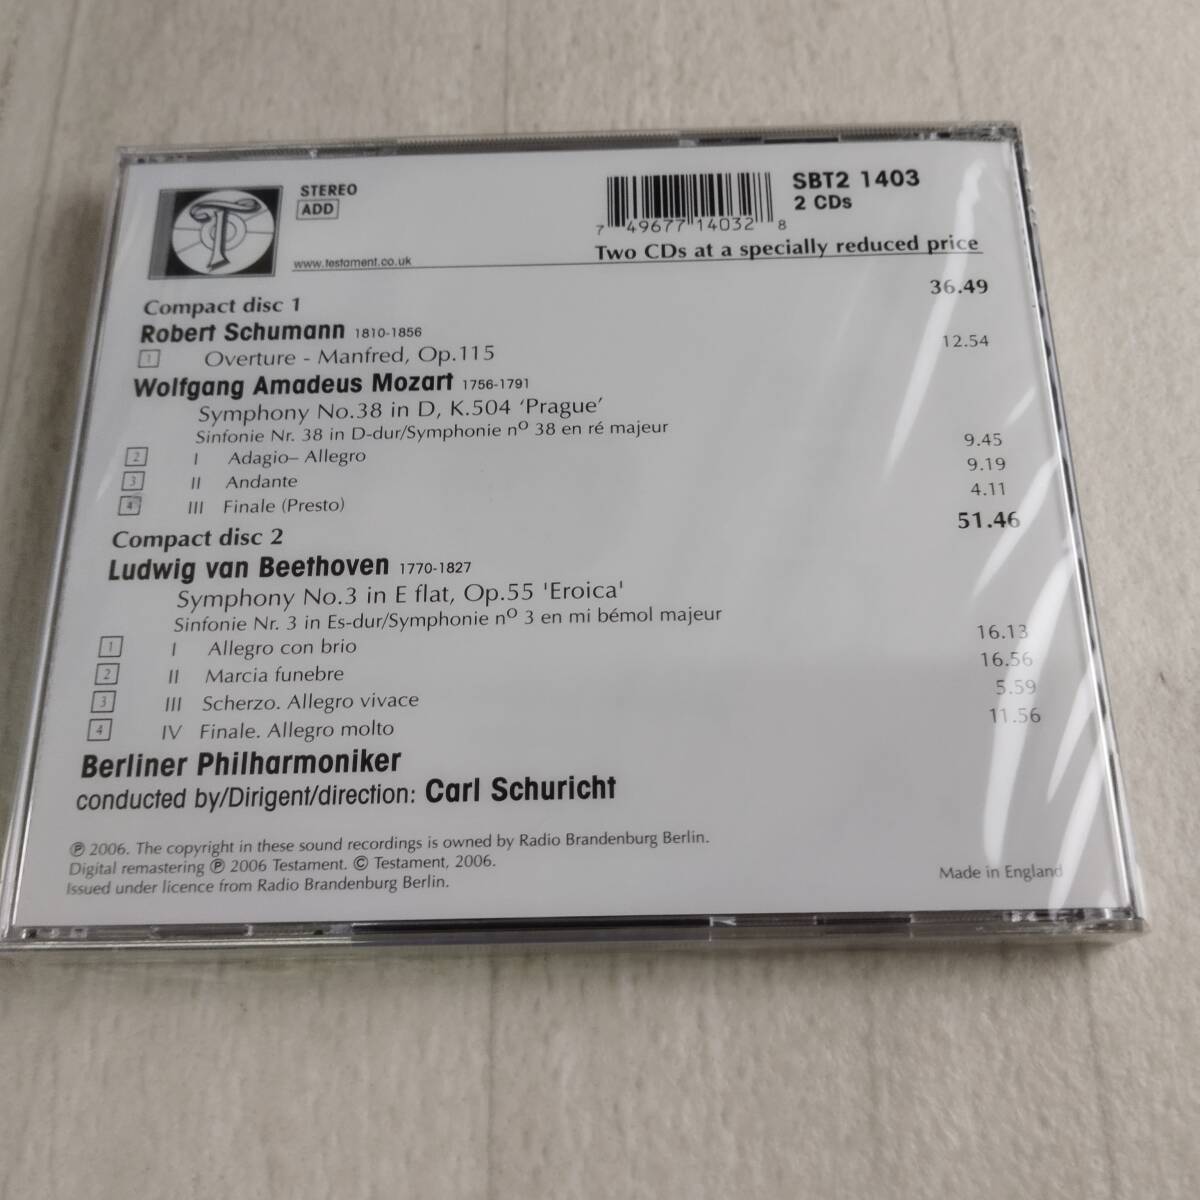 T
STEREO
ADD
www.testament.co.uk
7 49677 14032 8
SBT2 1403
2 CDs
Two CDs at a specially reduced price
Compact disc 1 36.49
Robert Schumann 1810-1856
1 Overture - Manfred, Op.115 12.54
Wolfgang Amadeus Mozart 1756-1791
Symphony No.38 in D, K.504 ‘Prague’
Sinfonie Nr. 38 in D-dur/Symphonie nº 38 en ré majeur
2 I Adagio– Allegro 9.45
3 II Andante 9.19
4 III Finale (Presto) 4.11
Compact disc 2 51.46
Ludwig van Beethoven 1770-1827
Symphony No.3 in E flat, Op.55 'Eroica'
Sinfonie Nr. 3 in Es-dur/Symphonie nº 3 en mi bémol majeur
1 I Allegro con brio 16.13
2 II Marcia funebre 16.56
3 III Scherzo. Allegro vivace 5.59
4 IV Finale. Allegro molto 11.56
Berliner Philharmoniker
conducted by/Dirigent/direction: Carl Schuricht
℗ 2006. The copyright in these sound recordings is owned by Radio Brandenburg Berlin.
Digital remastering ℗ 2006 Testament. © Testament, 2006.
Issued under licence from Radio Brandenburg Berlin.
Made in England